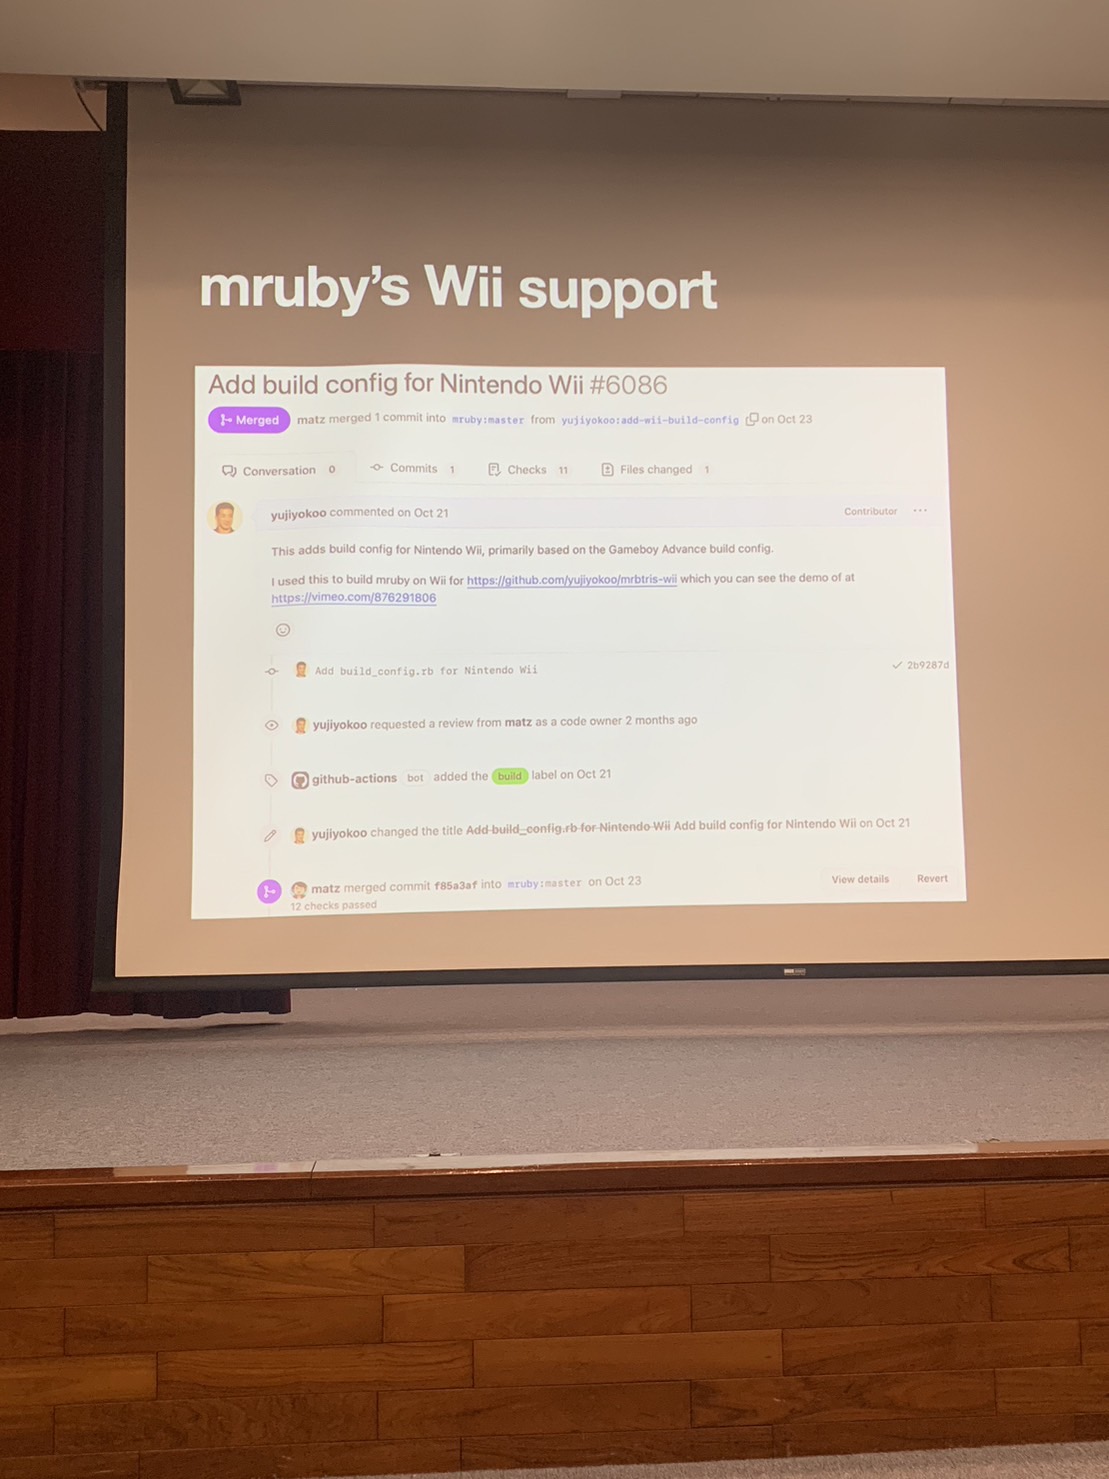 mruby's Wii support
Add build config for Nintendo Wii #6086
Merged matz merged 1 commit into mruby:master from yujiyokoo:add-wii-build-config on Oct 23
Conversation 0 Commits 1 Checks 11 Files changed 1
yujiyokoo commented on Oct 21 Contributor ...
This adds build config for Nintendo Wii, primarily based on the Gameboy Advance build config.
I used this to build mruby on Wii for https://github.com/yujiyokoo/mrbtris-wii which you can see the demo of at
https://vimeo.com/876291806
Add build_config.rb for Nintendo Wii 2b9287d
yujiyokoo requested a review from matz as a code owner 2 months ago
github-actions bot added the build label on Oct 21
yujiyokoo changed the title Add build_config.rb for Nintendo Wii Add build config for Nintendo Wii on Oct 21
matz merged commit f85a3af into mruby:master on Oct 23 View details Revert
12 checks passed